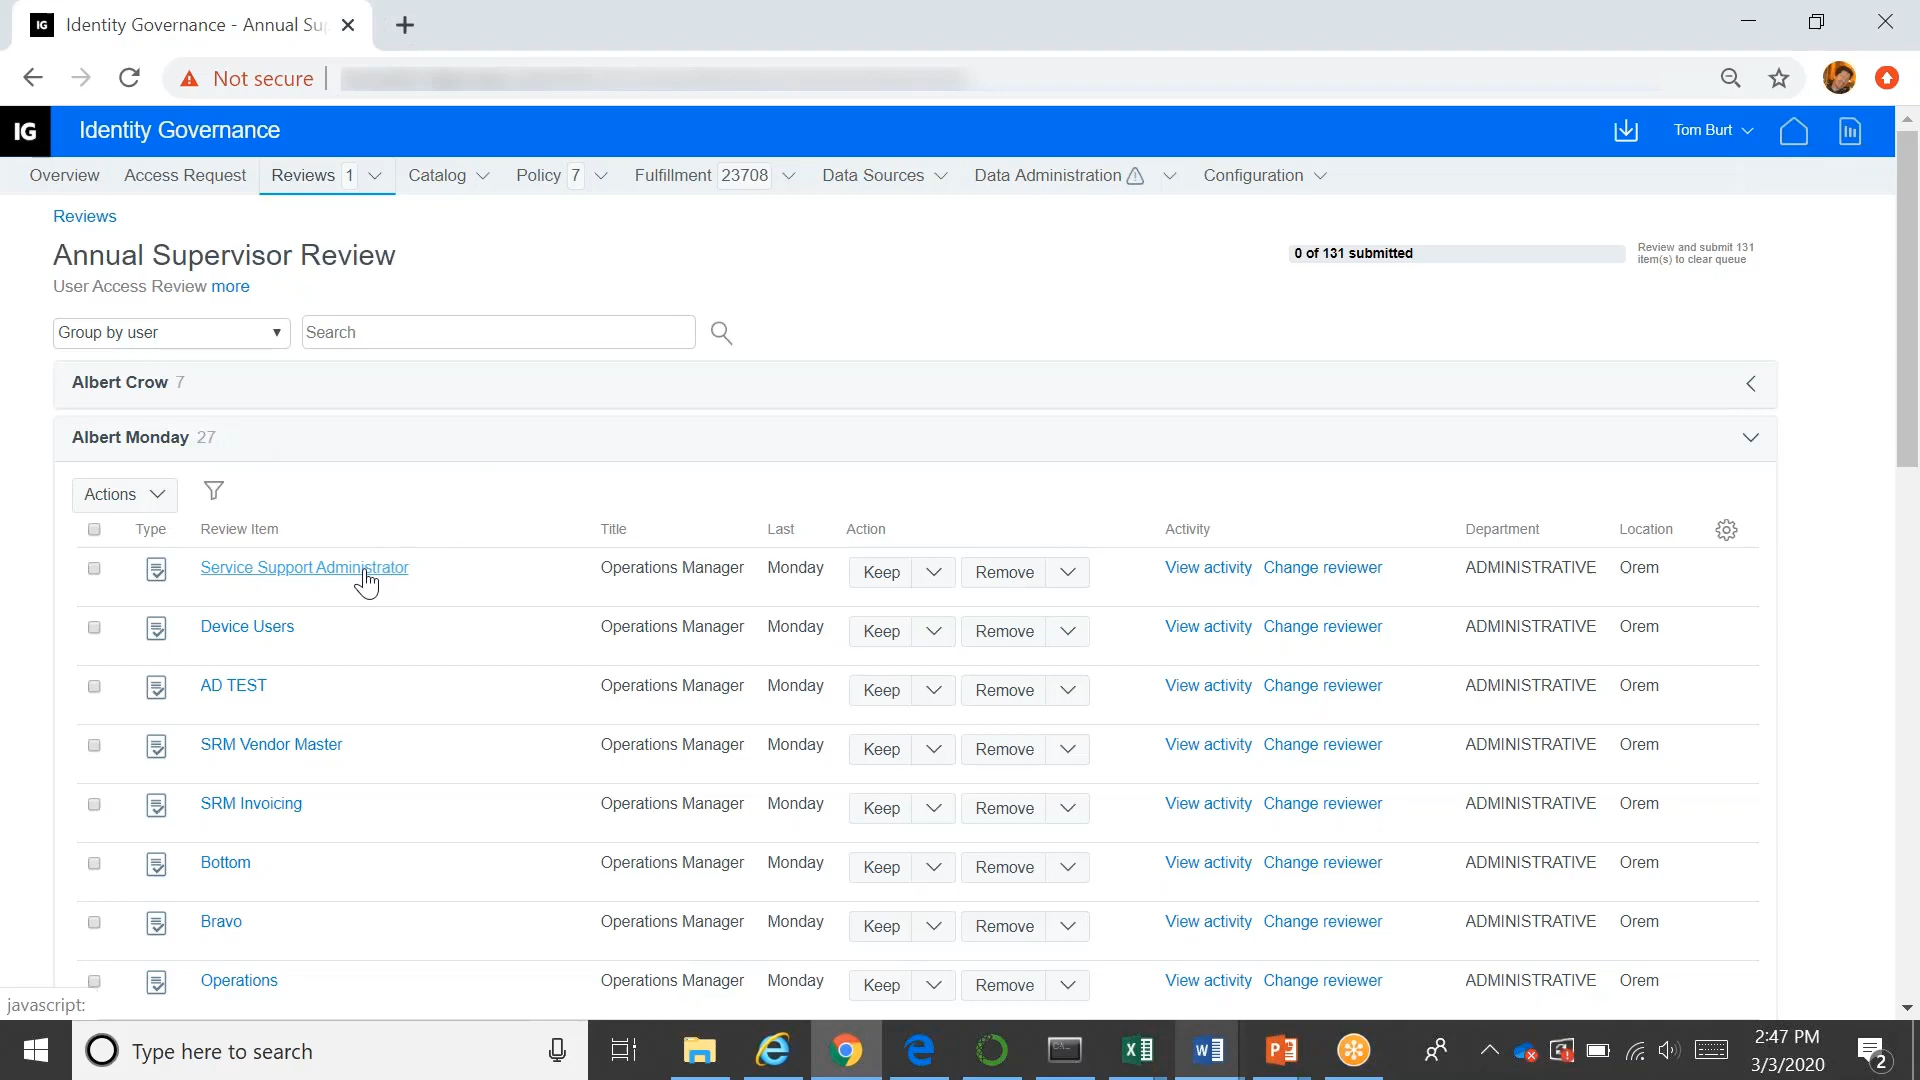 IG Identity Governance - Annual Su
Not secure
IG Identity Governance Tom Burt
Overview Access Request Reviews 1 Catalog Policy 7 Fulfillment 23708 Data Sources Data Administration Configuration
Reviews
Annual Supervisor Review
0 of 131 submitted
Review and submit 131
item(s) to clear queue
User Access Review more
Group by user Search
Albert Crow 7
Albert Monday 27
Actions
Type Review Item Title Last Action Activity Department Location
Service Support Administrator Operations Manager Monday Keep Remove View activity Change reviewer ADMINISTRATIVE Orem
Device Users Operations Manager Monday Keep Remove View activity Change reviewer ADMINISTRATIVE Orem
AD TEST Operations Manager Monday Keep Remove View activity Change reviewer ADMINISTRATIVE Orem
SRM Vendor Master Operations Manager Monday Keep Remove View activity Change reviewer ADMINISTRATIVE Orem
SRM Invoicing Operations Manager Monday Keep Remove View activity Change reviewer ADMINISTRATIVE Orem
Bottom Operations Manager Monday Keep Remove View activity Change reviewer ADMINISTRATIVE Orem
Bravo Operations Manager Monday Keep Remove View activity Change reviewer ADMINISTRATIVE Orem
Operations Operations Manager Monday Keep Remove View activity Change reviewer ADMINISTRATIVE Orem
javascript:
Type here to search
2:47 PM
3/3/2020
2